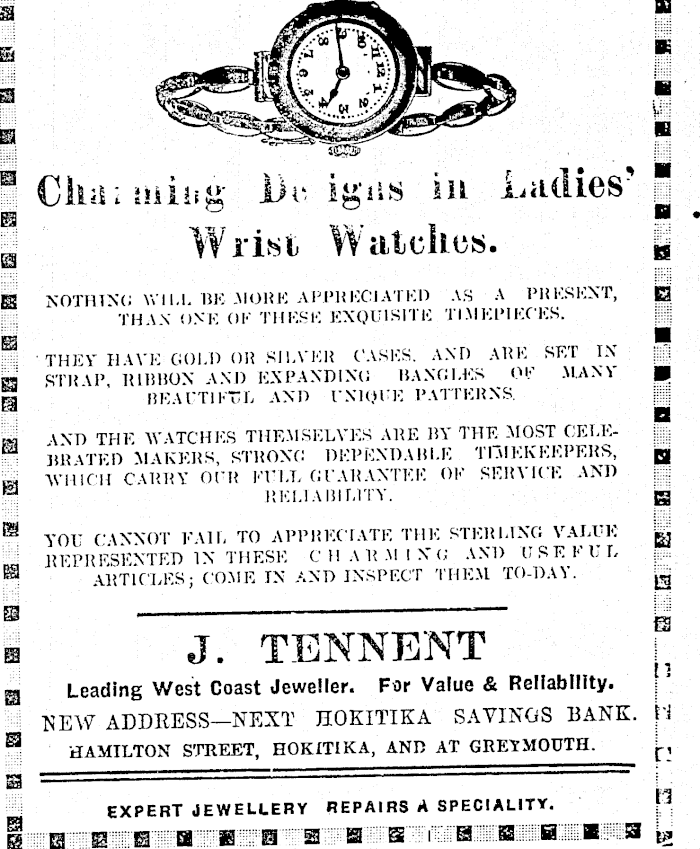 Charming Designs in Ladies'
Wrist Watches.
NOTHING WILL BE MORE APPRECIATED AS A PRESENT,
THAN ONE OF THESE EXQUISITE TIMEPIECES.
THEY HAVE GOLD OR SILVER CASES, AND ARE SET IN
STRAP, RIBBON AND EXPANDING BANGLES OF MANY
BEAUTIFUL AND UNIQUE PATTERNS.
AND THE WATCHES THEMSELVES ARE BY THE MOST CELE-
BRATED MAKERS, STRONG DEPENDABLE TIMEKEEPERS,
WHICH CARRY OUR FULL GUARANTEE OF SERVICE AND
RELIABILITY.
YOU CANNOT FAIL TO APPRECIATE THE STERLING VALUE
REPRESENTED IN THESE CHARMING AND USEFUL
ARTICLES; COME IN AND INSPECT THEM TO-DAY.
J. TENNENT
Leading West Coast Jeweller. For Value & Reliability.
NEW ADDRESS—NEXT HOKITIKA SAVINGS BANK.
HAMILTON STREET, HOKITIKA, AND AT GREYMOUTH.
EXPERT JEWELLERY REPAIRS A SPECIALITY.